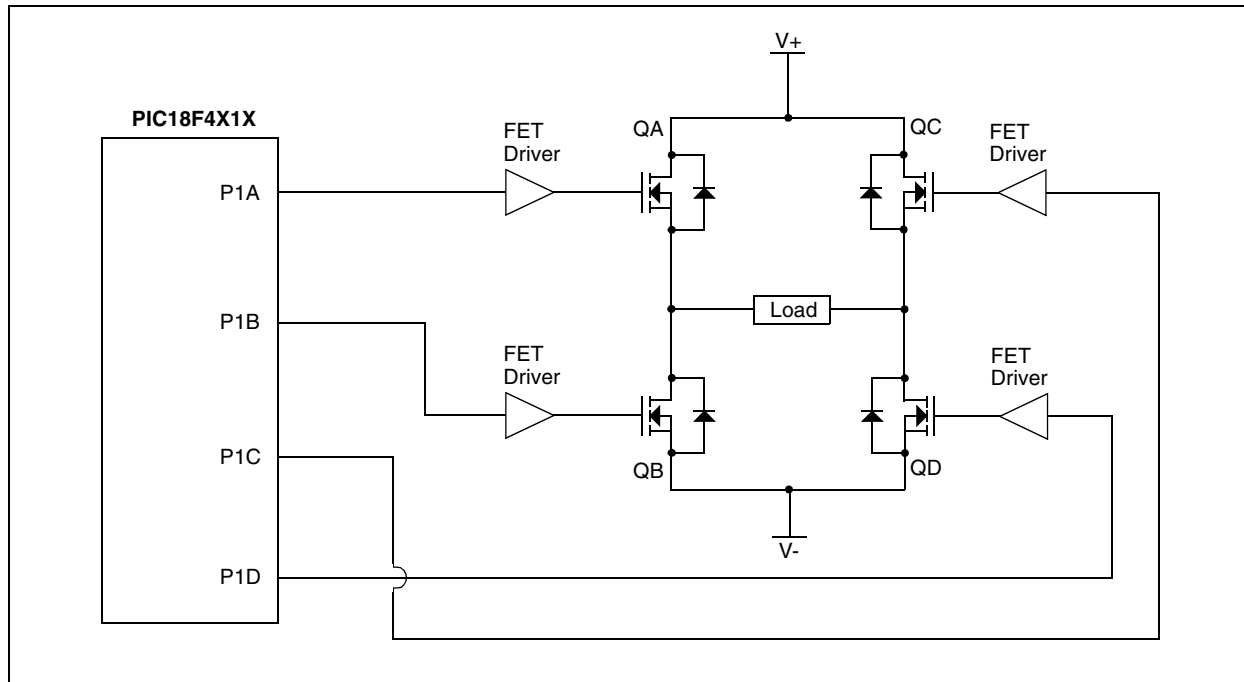 V+
PIC18F4X1X
FET
Driver
QA
QC
FET
Driver
P1A
Load
P1B
FET
Driver
FET
Driver
P1C
QB
QD
V-
P1D